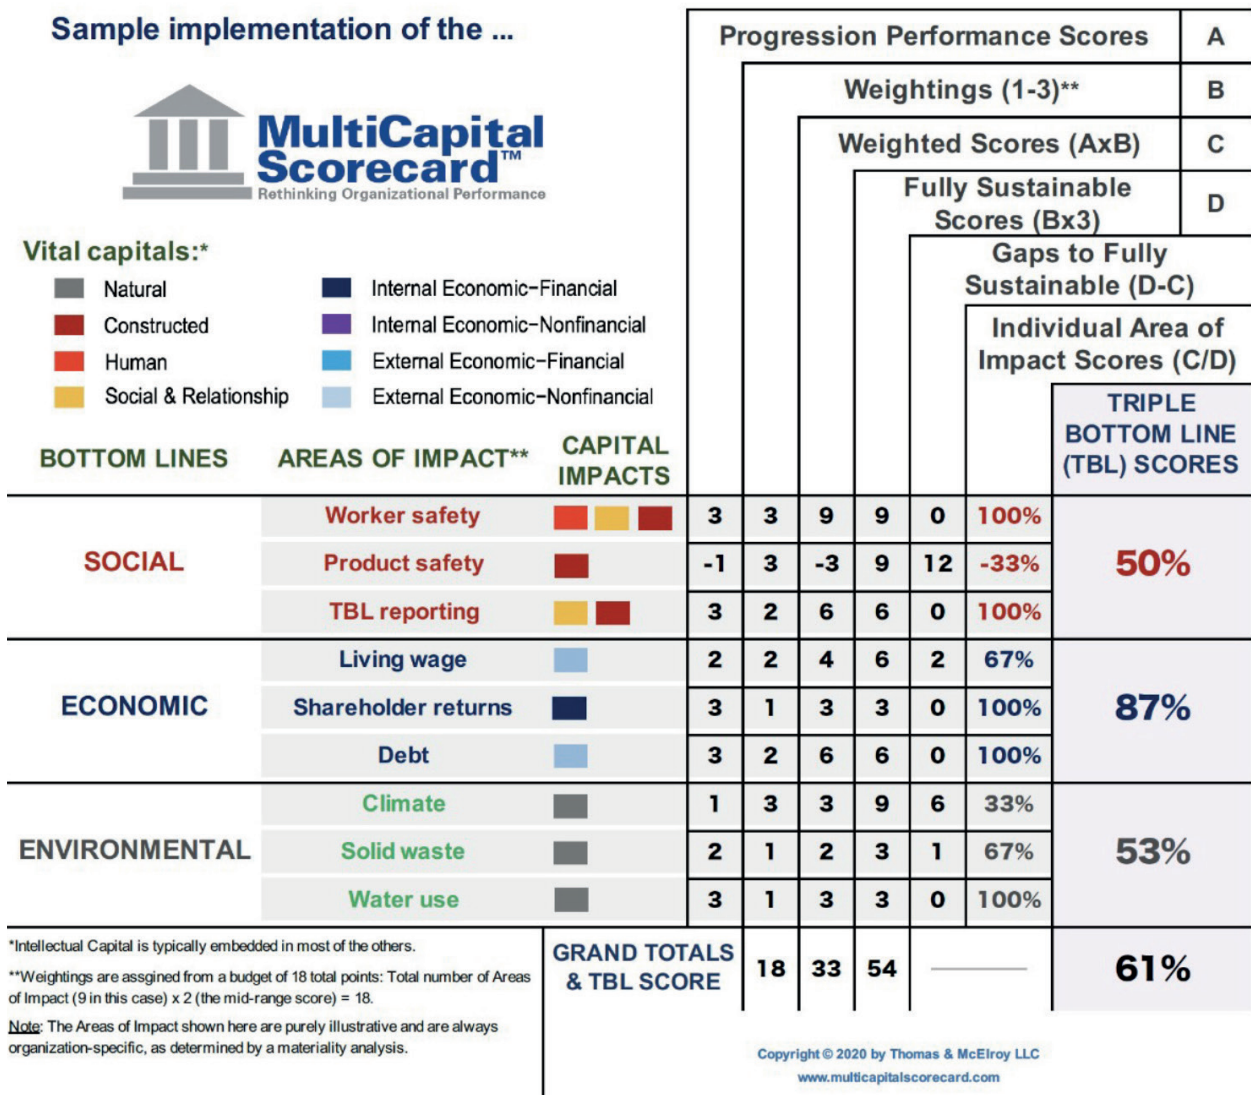 Sample implementation of the ...
MultiCapital
Scorecard™
Rethinking Organizational Performance
Progression Performance Scores A
Weightings (1-3)** B
Weighted Scores (AxB) C
Fully Sustainable
Scores (Bx3) D
Gaps to Fully
Sustainable (D-C)
Individual Area of
Impact Scores (C/D)
TRIPLE
BOTTOM LINE
(TBL) SCORES
Vital capitals:*
Natural
Constructed
Human
Social & Relationship
Internal Economic–Financial
Internal Economic–Nonfinancial
External Economic–Financial
External Economic–Nonfinancial
BOTTOM LINES AREAS OF IMPACT** CAPITAL
IMPACTS
Worker safety 3 3 9 9 0 100%
SOCIAL Product safety -1 3 -3 9 12 -33% 50%
TBL reporting 3 2 6 6 0 100%
Living wage 2 2 4 6 2 67%
ECONOMIC Shareholder returns 3 1 3 3 0 100% 87%
Debt 3 2 6 6 0 100%
Climate 1 3 3 9 6 33%
ENVIRONMENTAL Solid waste 2 1 2 3 1 67% 53%
Water use 3 1 3 3 0 100%
GRAND TOTALS
& TBL SCORE 18 33 54 61%
*Intellectual Capital is typically embedded in most of the others.
**Weightings are assgined from a budget of 18 total points: Total number of Areas
of Impact (9 in this case) x 2 (the mid-range score) = 18.
Note: The Areas of Impact shown here are purely illustrative and are always
organization-specific, as determined by a materiality analysis.
Copyright © 2020 by Thomas & McElroy LLC
www.multicapitalscorecard.com